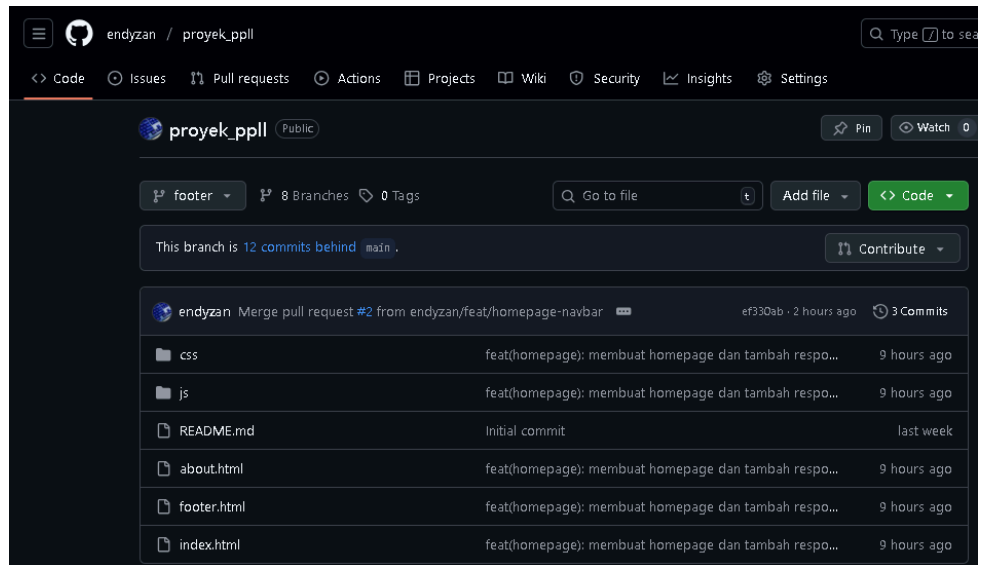 endyzan / proyek_ppll Type / to sea
Code Issues Pull requests Actions Projects Wiki Security Insights Settings
proyek_ppll Public Pin Watch 0
footer 8 Branches 0 Tags Go to file t Add file Code
This branch is 12 commits behind main. Contribute
endyzan Merge pull request #2 from endyzan/feat/homepage-navbar ef330ab · 2 hours ago 3 Commits
css feat(homepage): membuat homepage dan tambah respo... 9 hours ago
js feat(homepage): membuat homepage dan tambah respo... 9 hours ago
README.md Initial commit last week
about.html feat(homepage): membuat homepage dan tambah respo... 9 hours ago
footer.html feat(homepage): membuat homepage dan tambah respo... 9 hours ago
index.html feat(homepage): membuat homepage dan tambah respo... 9 hours ago